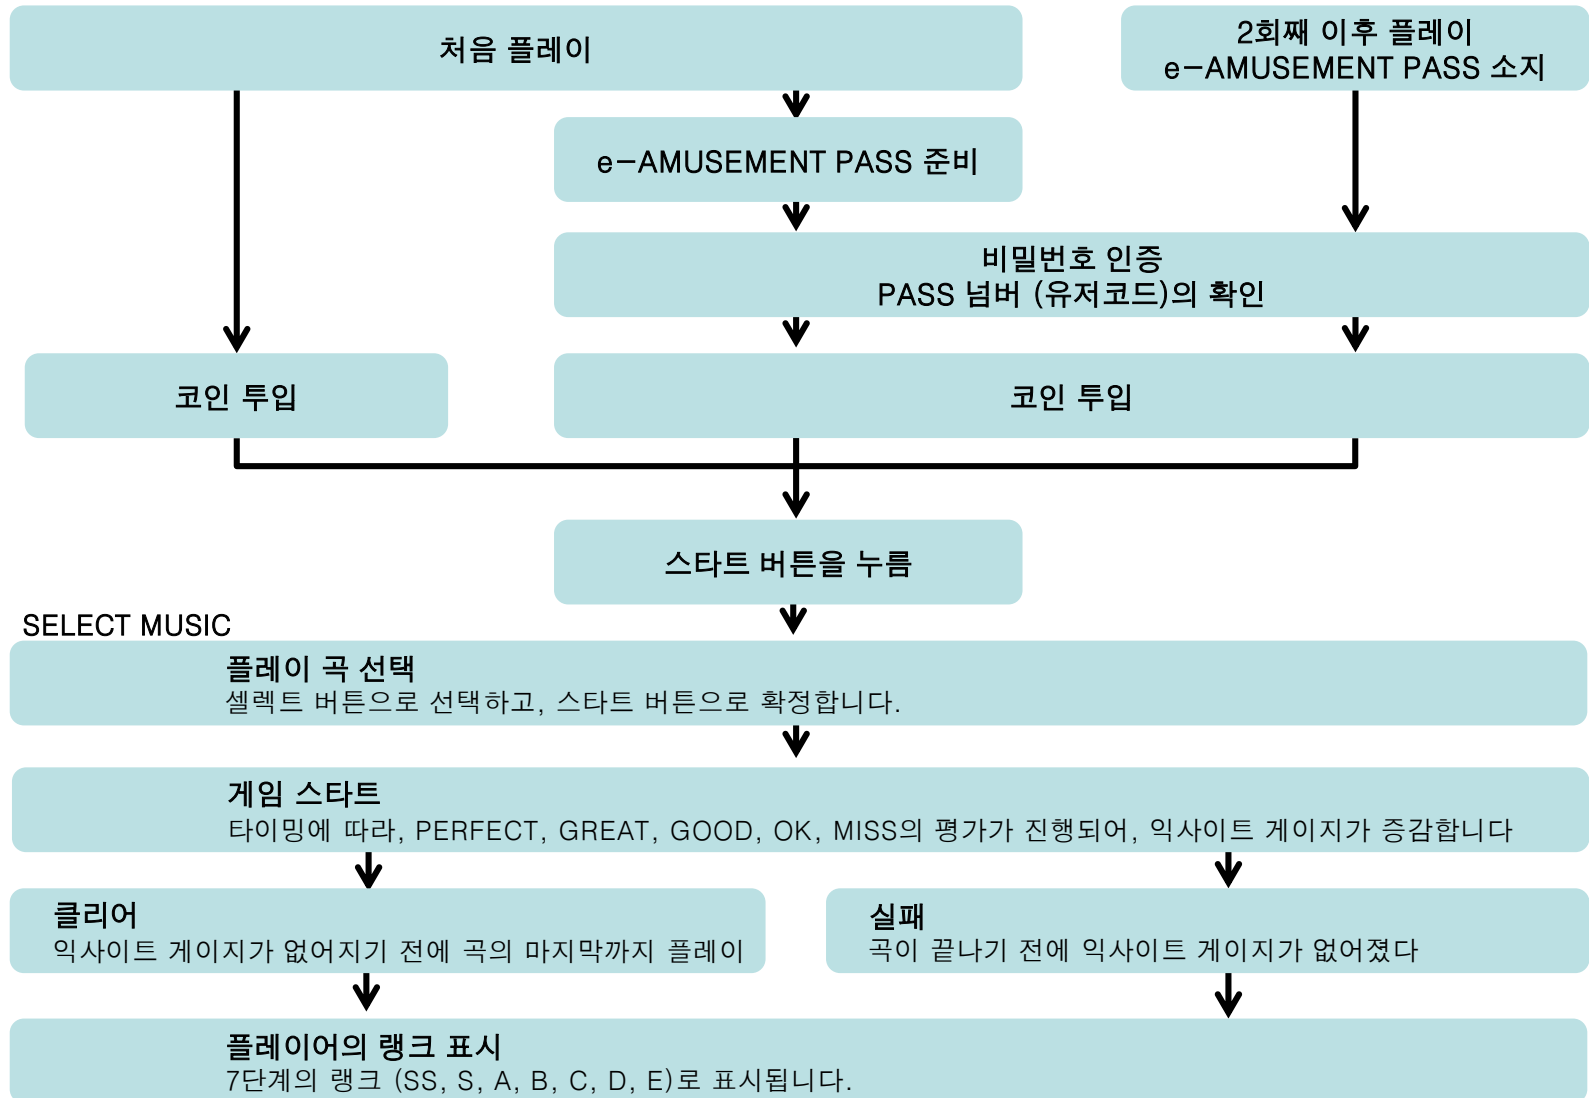 처음 플레이
2회째 이후 플레이
e-AMUSEMENT PASS 소지
e-AMUSEMENT PASS 준비
비밀번호 인증
PASS 넘버 (유저코드)의 확인
코인 투입
코인 투입
스타트 버튼을 누름
SELECT MUSIC
플레이 곡 선택
셀렉트 버튼으로 선택하고, 스타트 버튼으로 확정합니다.
게임 스타트
타이밍에 따라, PERFECT, GREAT, GOOD, OK, MISS의 평가가 진행되어, 익사이트 게이지가 증감합니다
클리어
익사이트 게이지가 없어지기 전에 곡의 마지막까지 플레이
실패
곡이 끝나기 전에 익사이트 게이지가 없어졌다
플레이어의 랭크 표시
7단계의 랭크 (SS, S, A, B, C, D, E)로 표시됩니다.